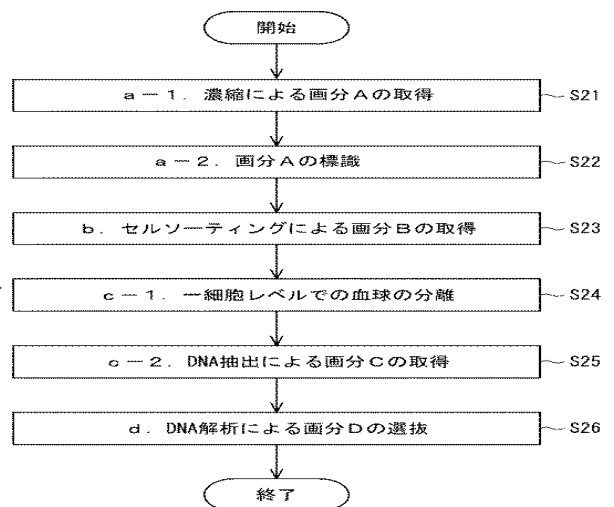 開始
a－1．濃縮による画分Aの取得
S21
a－2．画分Aの標識
S22
b．セルソーティングによる画分Bの取得
S23
c－1．一細胞レベルでの血球の分離
S24
c－2．DNA抽出による画分Cの取得
S25
d．DNA解析による画分Dの選抜
S26
終了